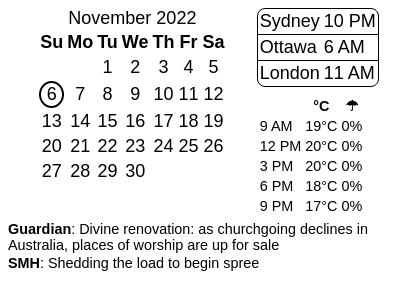 November 2022
Su Mo Tu We Th Fr Sa
1 2 3 4 5
6 7 8 9 10 11 12
13 14 15 16 17 18 19
20 21 22 23 24 25 26
27 28 29 30
Sydney 10 PM
Ottawa 6 AM
London 11 AM
°C ☂
9 AM 19°C 0%
12 PM 20°C 0%
3 PM 20°C 0%
6 PM 18°C 0%
9 PM 17°C 0%
Guardian: Divine renovation: as churchgoing declines in
Australia, places of worship are up for sale
SMH: Shedding the load to begin spree